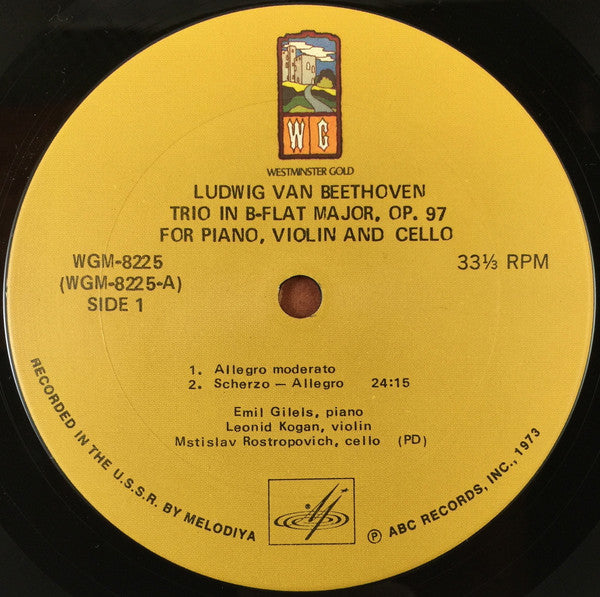 W G
WESTMINSTER GOLD
LUDWIG VAN BEETHOVEN
TRIO IN B-FLAT MAJOR, OP. 97
FOR PIANO, VIOLIN AND CELLO
WGM-8225
(WGM-8225-A)
SIDE 1
33⅓ RPM
1. Allegro moderato
2. Scherzo — Allegro 24:15
Emil Gilels, piano
Leonid Kogan, violin
Mstislav Rostropovich, cello (PD)
RECORDED IN THE U.S.S.R. BY MELODIYA
℗ ABC RECORDS, INC., 1973